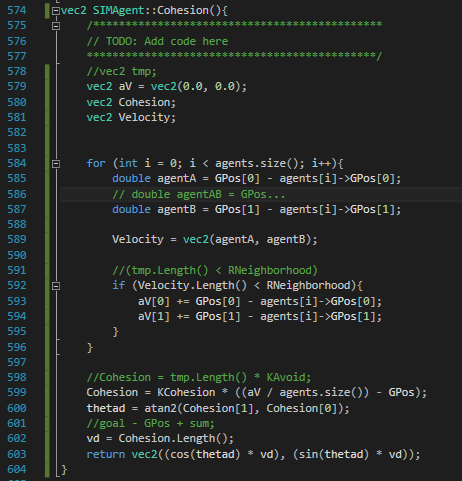 574 vec2 SIMAgent::Cohesion(){
575 /*********************************************
576 // TODO: Add code here
577 *********************************************/
578 //vec2 tmp;
579 vec2 aV = vec2(0.0, 0.0);
580 vec2 Cohesion;
581 vec2 Velocity;
582
583
584 for (int i = 0; i < agents.size(); i++){
585 double agentA = GPos[0] - agents[i]->GPos[0];
586 // double agentAB = GPos...
587 double agentB = GPos[1] - agents[i]->GPos[1];
588
589 Velocity = vec2(agentA, agentB);
590
591 //(tmp.Length() < RNeighborhood)
592 if (Velocity.Length() < RNeighborhood){
593 aV[0] += GPos[0] - agents[i]->GPos[0];
594 aV[1] += GPos[1] - agents[i]->GPos[1];
595 }
596 }
597
598 //Cohesion = tmp.Length() * KAvoid;
599 Cohesion = KCohesion * ((aV / agents.size()) - GPos);
600 thetad = atan2(Cohesion[1], Cohesion[0]);
601 //goal - GPos + sum;
602 vd = Cohesion.Length();
603 return vec2((cos(thetad) * vd), (sin(thetad) * vd));
604 }